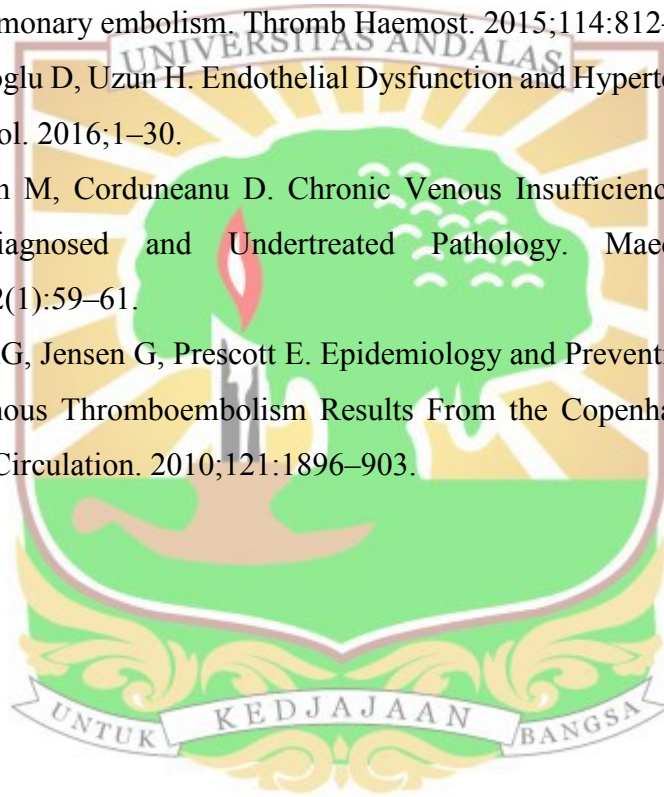 monary embolism. Thromb Haemost. 2015;114:812–
UNIVERSITAS ANDALAS
oglu D, Uzun H. Endothelial Dysfunction and Hyperte
ol. 2016;1–30.
n M, Corduneanu D. Chronic Venous Insufficienc
iagnosed and Undertreated Pathology. Maed
2(1):59–61.
G, Jensen G, Prescott E. Epidemiology and Preventi
nous Thromboembolism Results From the Copenha
Circulation. 2010;121:1896–903.
UNTUK KEDJAJAAN BANGSA